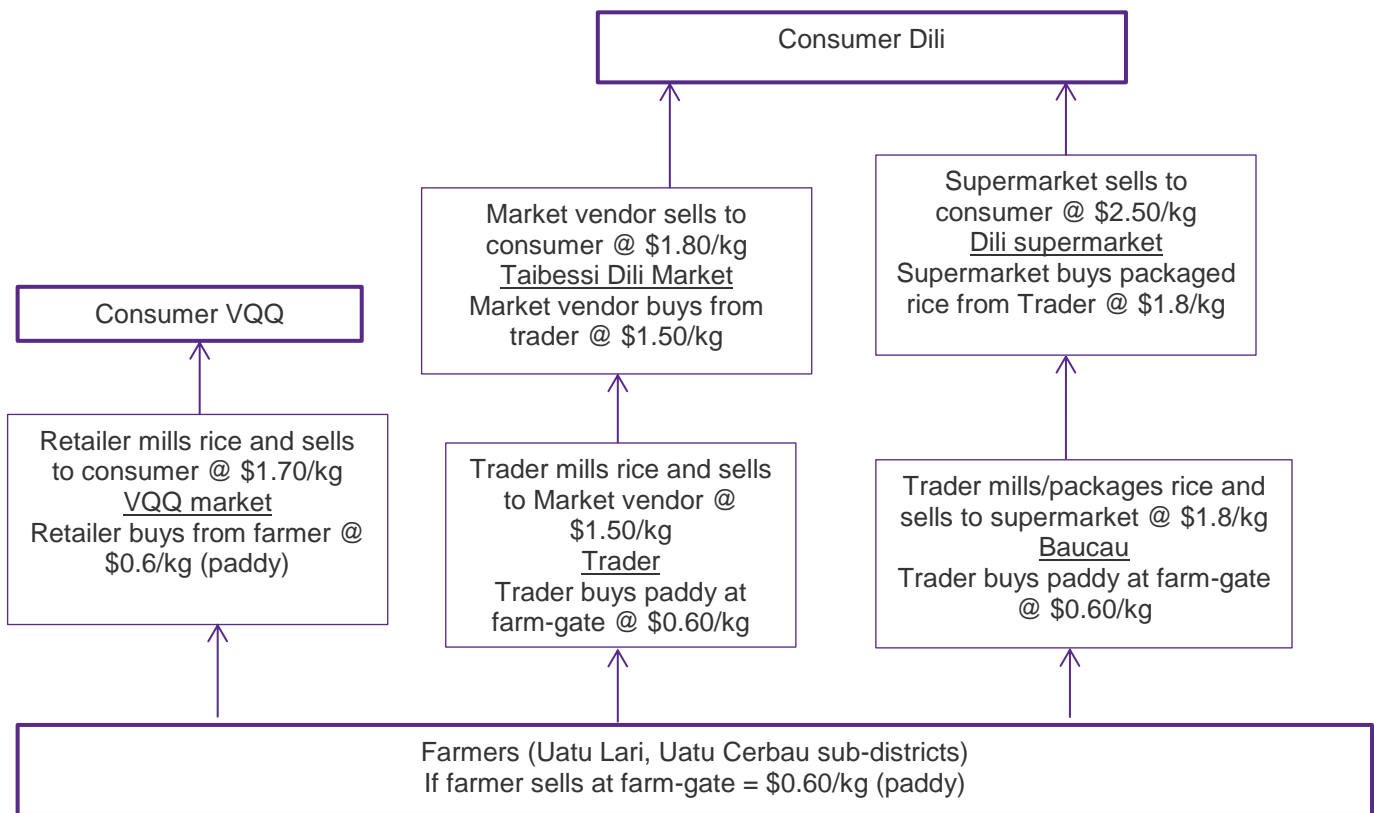 Consumer Dili
Market vendor sells to
consumer @ $1.80/kg
Taibessi Dili Market
Market vendor buys from
trader @ $1.50/kg
Supermarket sells to
consumer @ $2.50/kg
Dili supermarket
Supermarket buys packaged
rice from Trader @ $1.8/kg
Consumer VQQ
Retailer mills rice and sells
to consumer @ $1.70/kg
VQQ market
Retailer buys from farmer @
$0.6/kg (paddy)
Trader mills rice and sells
to Market vendor @
$1.50/kg
Trader
Trader buys paddy at
farm-gate @ $0.60/kg
Trader mills/packages rice and
sells to supermarket @ $1.8/kg
Baucau
Trader buys paddy at farm-gate
@ $0.60/kg
Farmers (Uatu Lari, Uatu Cerbau sub-districts)
If farmer sells at farm-gate = $0.60/kg (paddy)